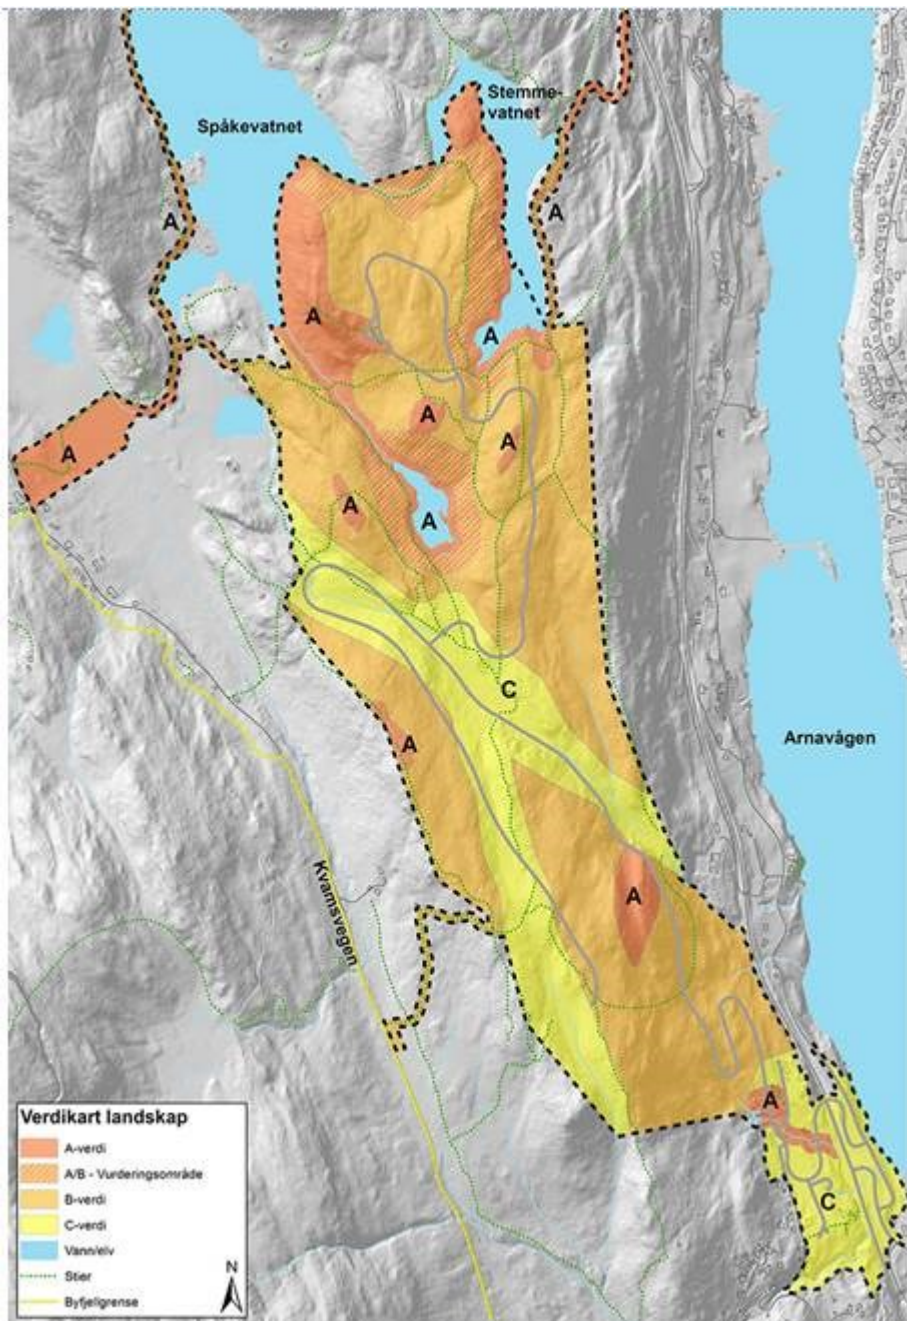 Stemme-
vatnet
Spåkevatnet
A
A
A
A
A
A
A
A
A
C
Arnavågen
A
A
Kvamsvegen
A
C
Verdikart landskap
A-verdi
A/B - Vurderingsområde
B-verdi
C-verdi
Vann/elv
Stier
Byfjellgrense
N